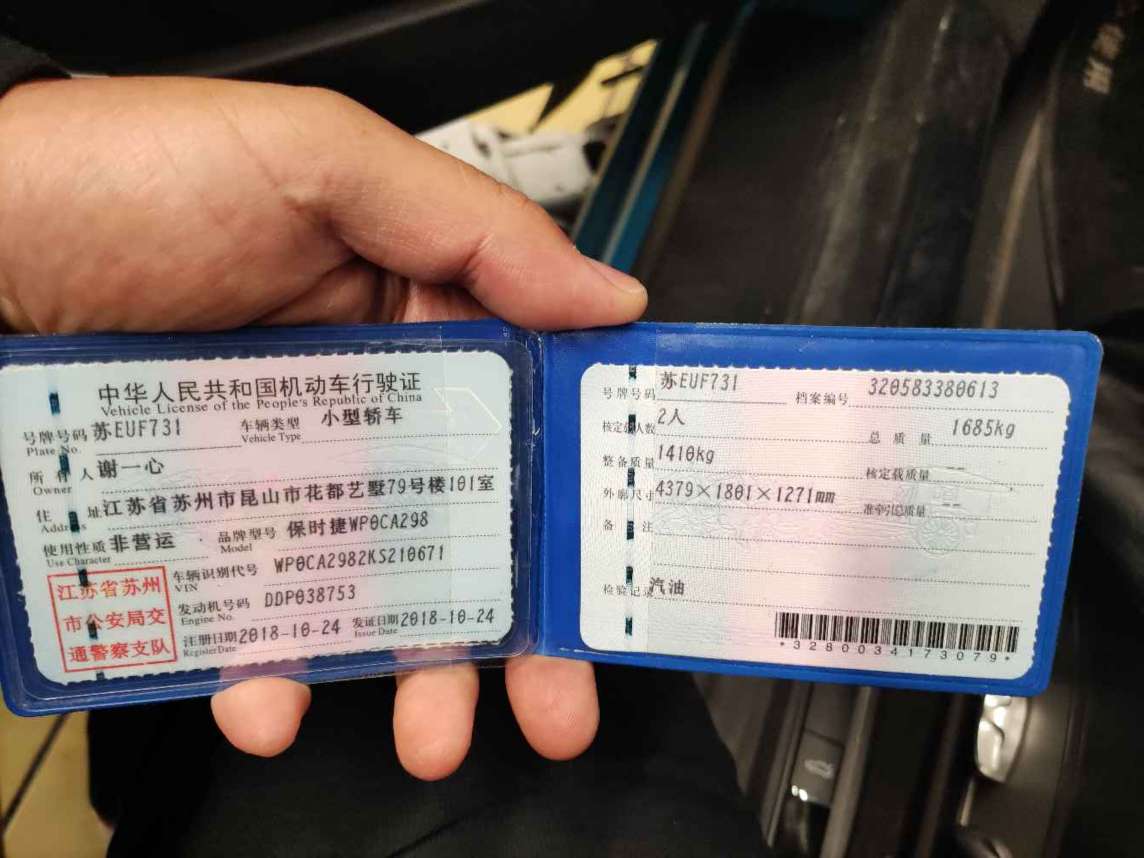 中华人民共和国机动车行驶证
Vehicle License of the People's Republic of China
号牌号码 苏EUF731 车辆类型 小型轿车
Plate No. Vehicle Type
所有人 谢一心
Owner
住址 江苏省苏州市昆山市花都艺墅79号楼101室
Address
使用性质 非营运 品牌型号 保时捷WP0CA298
Use Character Model
江苏省苏州
市公安局交
通警察支队
车辆识别代号 WP0CA2982KS210671
VIN
发动机号码 DDP038753
Engine No.
注册日期 2018-10-24 发证日期 2018-10-24
Register Date Issue Date
号牌号码 苏EUF731 档案编号 320583380613
核定载人数 2人 总质量 1685kg
整备质量 1410kg 核定载质量 --
外廓尺寸 4379×1801×1271mm 准牵引总质量 --
备注
检验记录 汽油
*3280034173079*